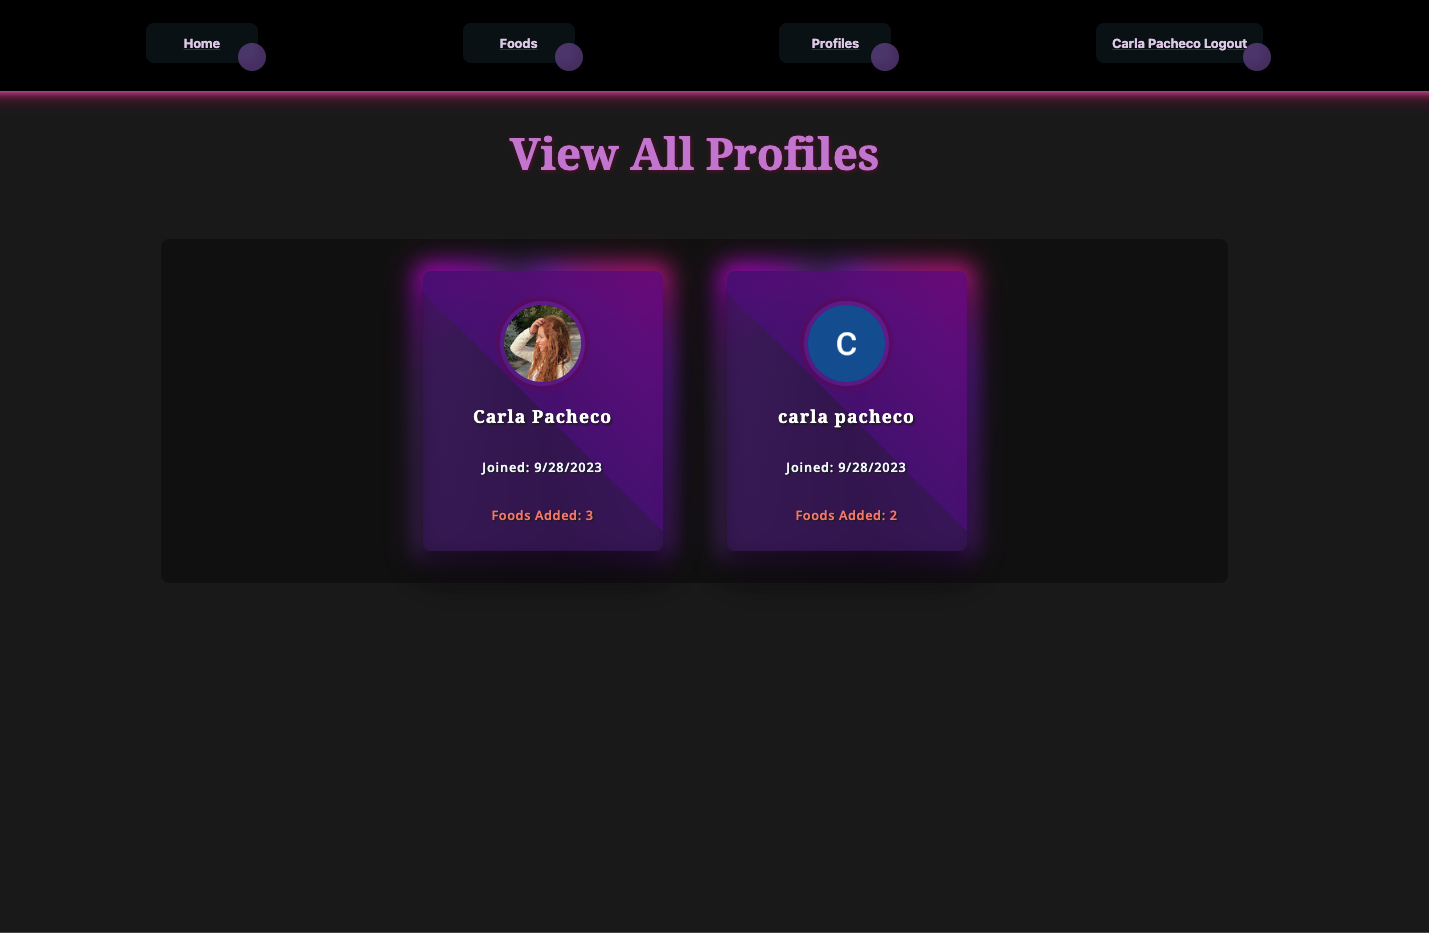 Home
Foods
Profiles
Carla Pacheco Logout
View All Profiles
Carla Pacheco
Joined: 9/28/2023
Foods Added: 3
C
carla pacheco
Joined: 9/28/2023
Foods Added: 2